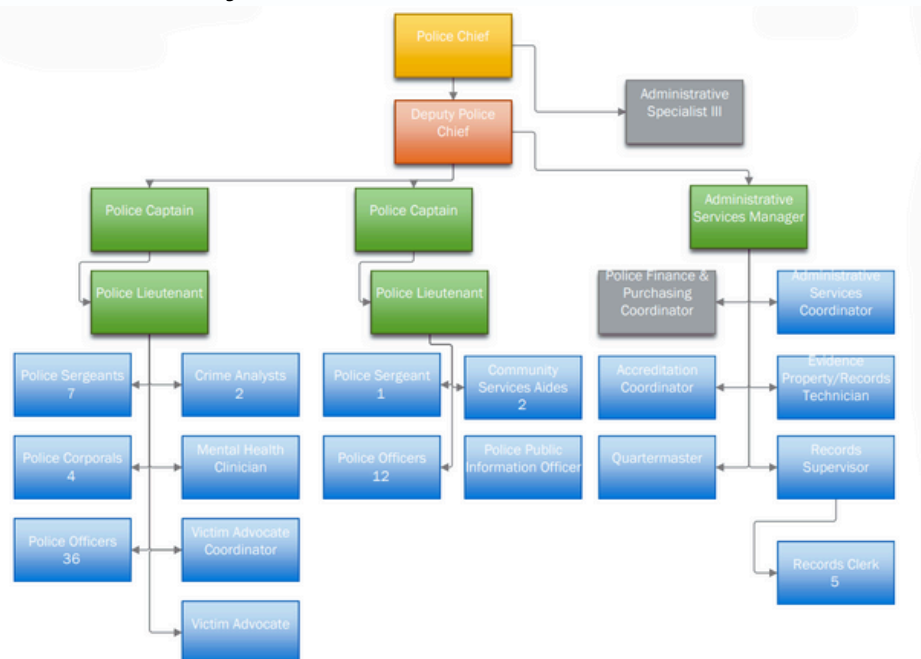 Police Chief
Administrative
Specialist III
Deputy Police
Chief
Police Captain
Police Captain
Administrative
Services Manager
Police Lieutenant
Police Lieutenant
Police Finance &
Purchasing
Coordinator
Administrative
Services
Coordinator
Police Sergeants
7
Crime Analysts
2
Police Sergeant
1
Community
Services Aides
2
Accreditation
Coordinator
Evidence
Property/Records
Technician
Police Corporals
4
Mental Health
Clinician
Police Officers
12
Police Public
Information Officer
Quartermaster
Records
Supervisor
Police Officers
36
Victim Advocate
Coordinator
Records Clerk
5
Victim Advocate